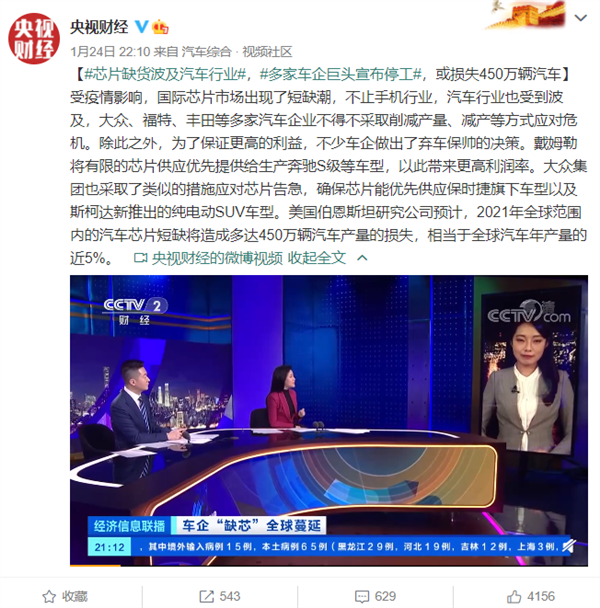 央视财经
央视财经
1月24日 22:10 来自 汽车综合·视频社区
【#芯片缺货波及汽车行业#，#多家车企巨头宣布停工#，或损失450万辆汽车】
受疫情影响，国际芯片市场出现了短缺潮，不止手机行业，汽车行业也受到波
及，大众、福特、丰田等多家汽车企业不得不采取削减产量、减产等方式应对危
机。除此之外，为了保证更高的利益，不少车企做出了弃车保帅的决策。戴姆勒
将有限的芯片供应优先提供给生产奔驰S级等车型，以此带来更高利润率。大众集
团也采取了类似的措施应对芯片告急，确保芯片能优先供应保时捷旗下车型以及
斯柯达新推出的纯电动SUV车型。美国伯恩斯坦研究公司预计，2021年全球范围
内的汽车芯片短缺将造成多达450万辆汽车产量的损失，相当于全球汽车年产量的
近5%。 央视财经的微博视频 收起全文
CCTV 2
财经
CCTV.com
经济信息联播 车企“缺芯”全球蔓延
21:12 ，其中境外输入病例15例，本土病例65例（黑龙江29例，河北19例，吉林12例，上海3例，
收藏 543 629 4156